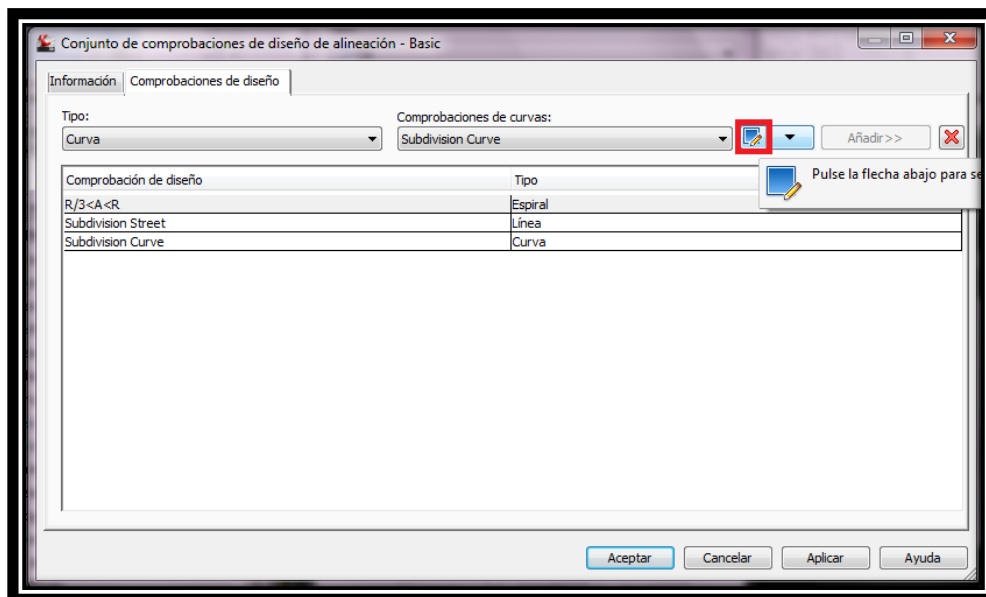 Conjunto de comprobaciones de diseño de alineación - Basic
Información Comprobaciones de diseño
Tipo: Comprobaciones de curvas:
Curva Subdivision Curve Añadir>>
Pulse la flecha abajo para se
Comprobación de diseño Tipo
R/3<A<R Espiral
Subdivision Street Línea
Subdivision Curve Curva
Aceptar Cancelar Aplicar Ayuda